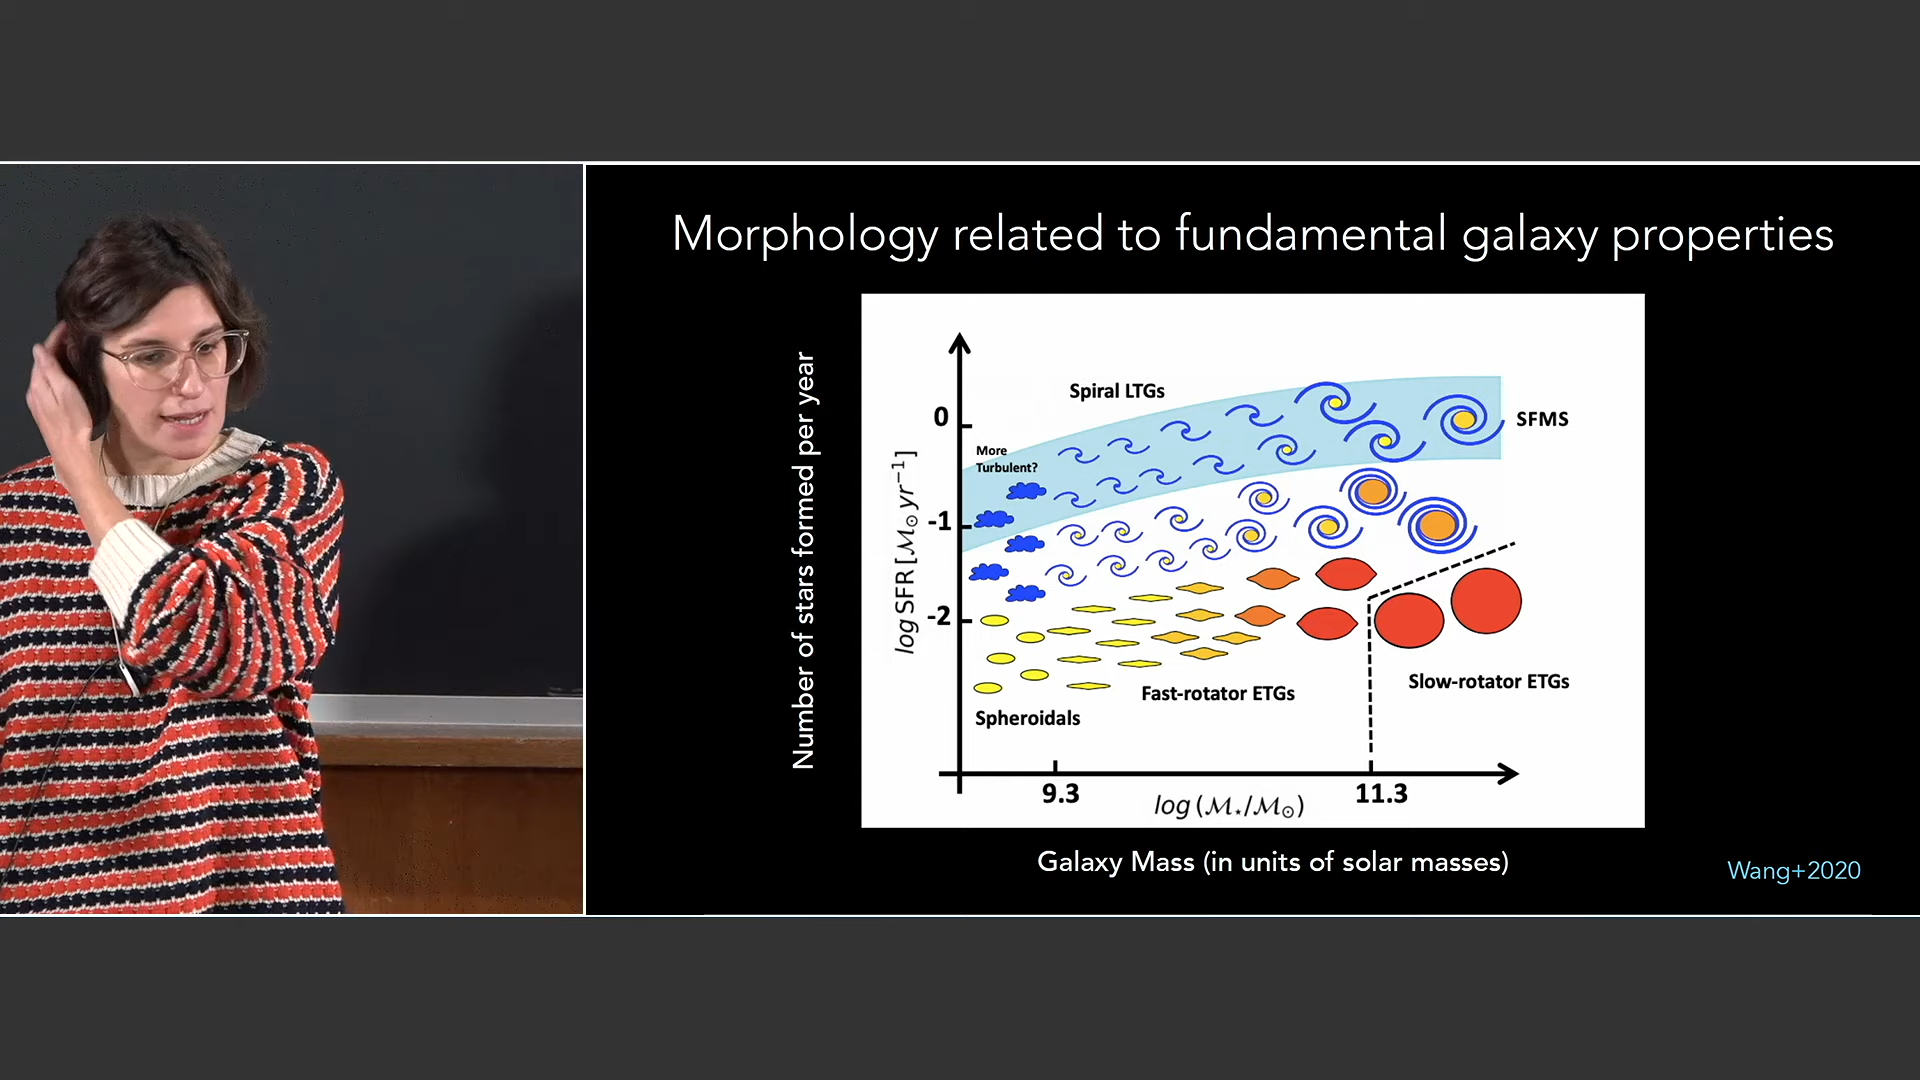 Morphology related to fundamental galaxy properties
Number of stars formed per year
log SFR [M⊙ yr⁻¹]
Spiral LTGs
0
SFMS
More
Turbulent?
-1
-2
Slow-rotator ETGs
Fast-rotator ETGs
Spheroidals
9.3
11.3
log (M⋆/M⊙)
Galaxy Mass (in units of solar masses)
Wang+2020